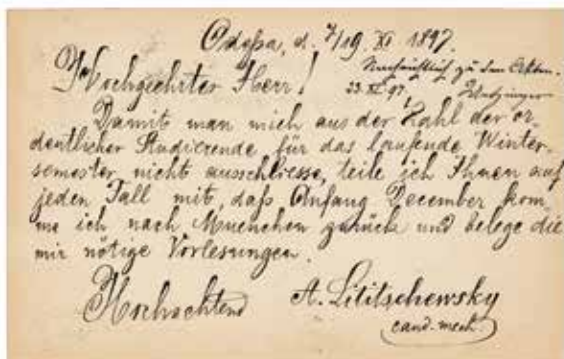 Odessa, d. 7/19. XI 1897.
Hochgeehrter Herr!
Nachrichtlich zu den Akten.
23. XI. 97.
Damit man mich aus der Zahl der or-
dentlicher Studierende für das laufende Winter-
semester nicht ausschliesse, teile ich Ihnen auf
jeden Fall mit, daß Anfang December kom-
me ich nach Muenchen zurück und belege die
mir nötige Vorlesungen.
Hochachtend
A. Lititschewsky
cand. mech.